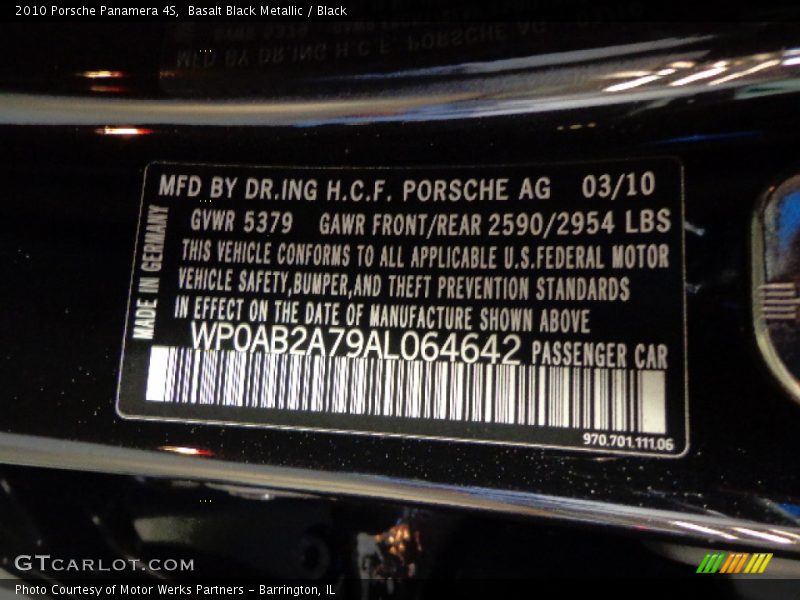 2010 Porsche Panamera 4S,  Basalt Black Metallic / Black
MFD BY DR.ING H.C.F. PORSCHE AG 03/10
GVWR 5379 GAWR FRONT/REAR 2590/2954 LBS
THIS VEHICLE CONFORMS TO ALL APPLICABLE U.S.FEDERAL MOTOR
VEHICLE SAFETY,BUMPER,AND THEFT PREVENTION STANDARDS
IN EFFECT ON THE DATE OF MANUFACTURE SHOWN ABOVE
WP0AB2A79AL064642 PASSENGER CAR
MADE IN GERMANY
970.701.111.06
GTCARLOT.COM
Photo Courtesy of Motor Werks Partners - Barrington, IL